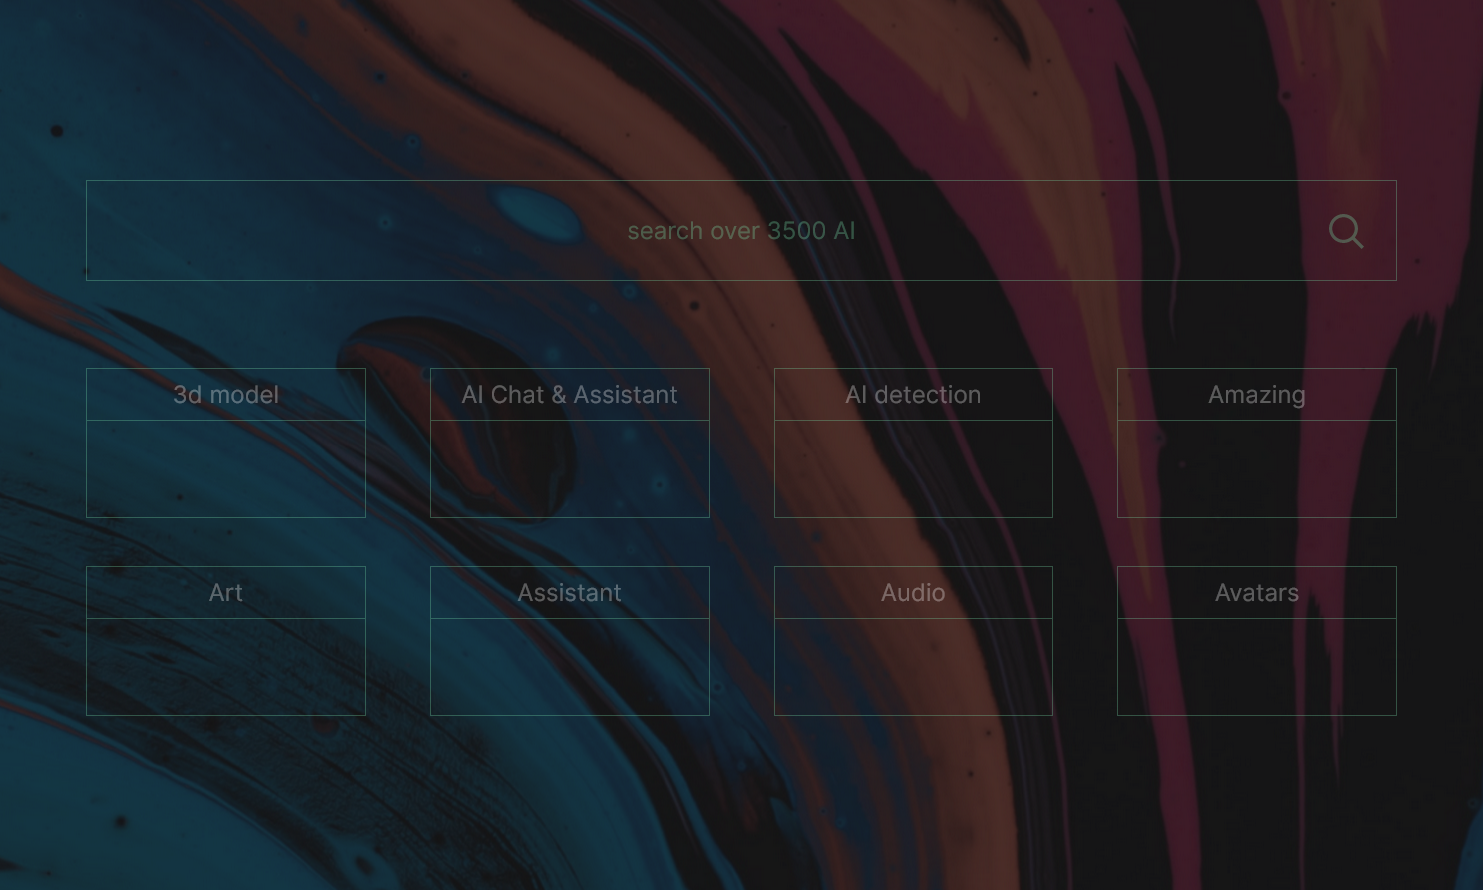 search over 3500 AI
3d model
AI Chat & Assistant
AI detection
Amazing
Art
Assistant
Audio
Avatars